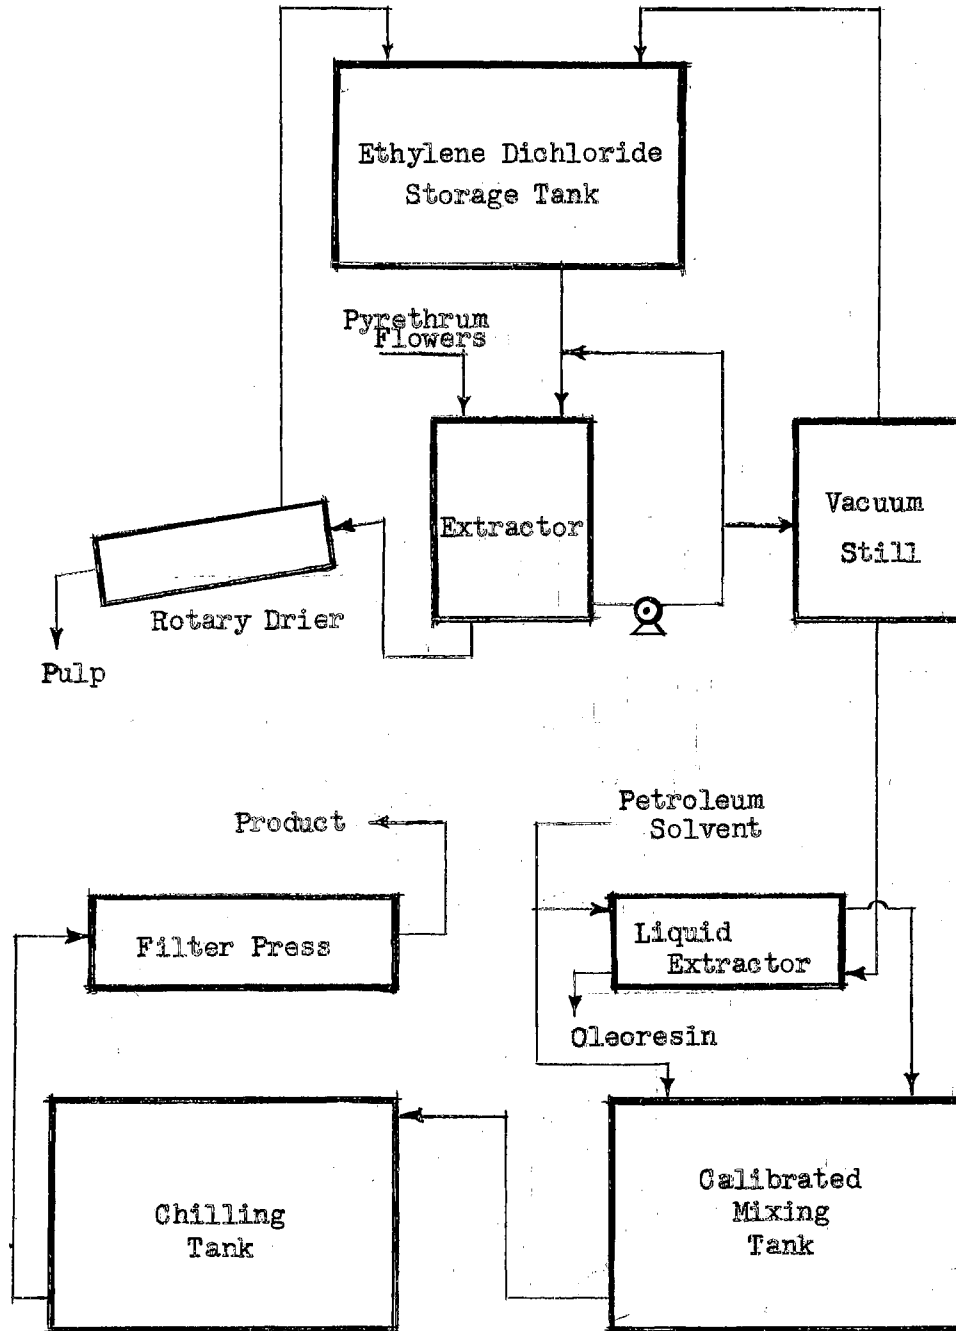 Ethylene Dichloride
Storage Tank
Pyrethrum
Flowers
Extractor
Vacuum
Still
Rotary Drier
Pulp
Petroleum
Solvent
Product
Filter Press
Liquid
Extractor
Oleoresin
Calibrated
Mixing
Tank
Chilling
Tank